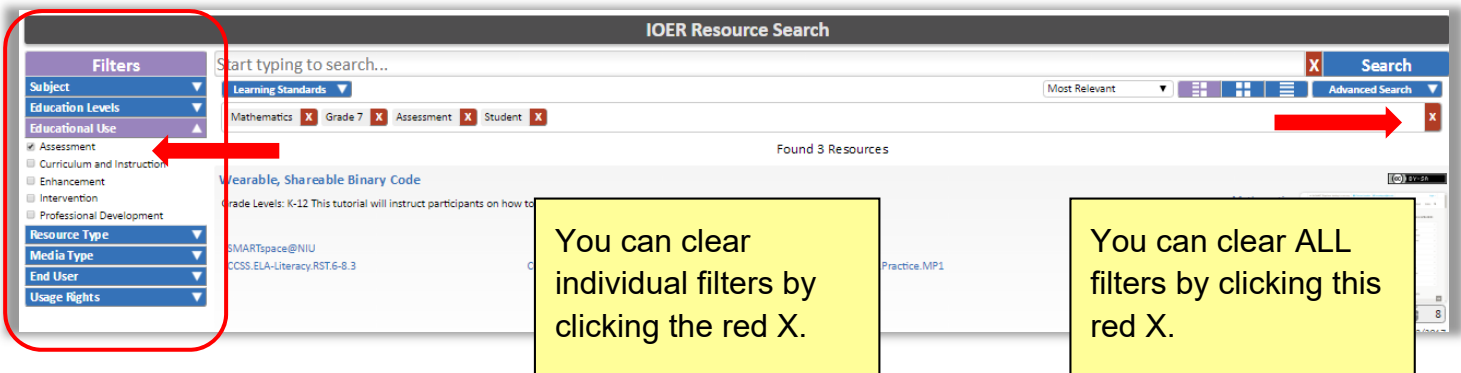 IOER Resource Search
Filters
Start typing to search...
X
Search
Subject
Learning Standards
Most Relevant
Advanced Search
Education Levels
Mathematics X Grade 7 X Assessment X Student X
X
Educational Use
Assessment
Found 3 Resources
Curriculum and Instruction
Enhancement
Wearable, Shareable Binary Code
Intervention
Grade Levels: K-12 This tutorial will instruct participants on how to
Professional Development
Resource Type
SMARTspace@NIU
Media Type
CCSS.ELA-Literacy.RST.6-8.3
Practice.MP1
End User
Usage Rights
8
You can clear
individual filters by
clicking the red X.
You can clear ALL
filters by clicking this
red X.